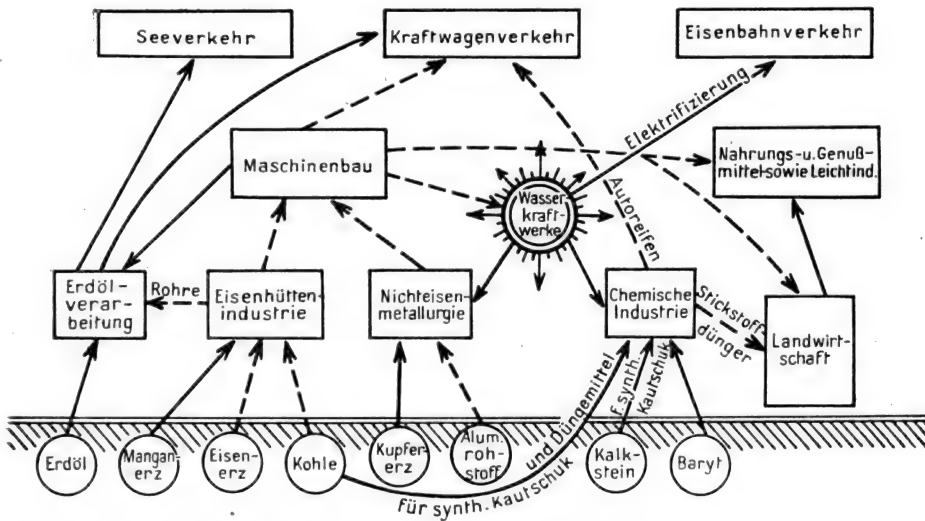 Seeverkehr
Kraftwagenverkehr
Eisenbahnverkehr
Elektrifizierung
Maschinenbau
Nahrungs-u. Genuß-
mittel-sowie Leichtind.
Wasser
kraft-
werke
Autoreifen
Erdöl-
verar-
beitung
Rohre
Eisenhütten-
industrie
Nichteisen-
metallurgie
Chemische
Industrie
Stickstoff-
dünger
Landwirt-
schaft
Erdöl
Mangan-
erz
Eisen-
erz
Kohle
Kupfer-
erz
Alum.
roh-
stoff
für synth. Kautschuk
und Düngemittel
f. synth.
Kautschuk
Kalk-
stein
Baryt